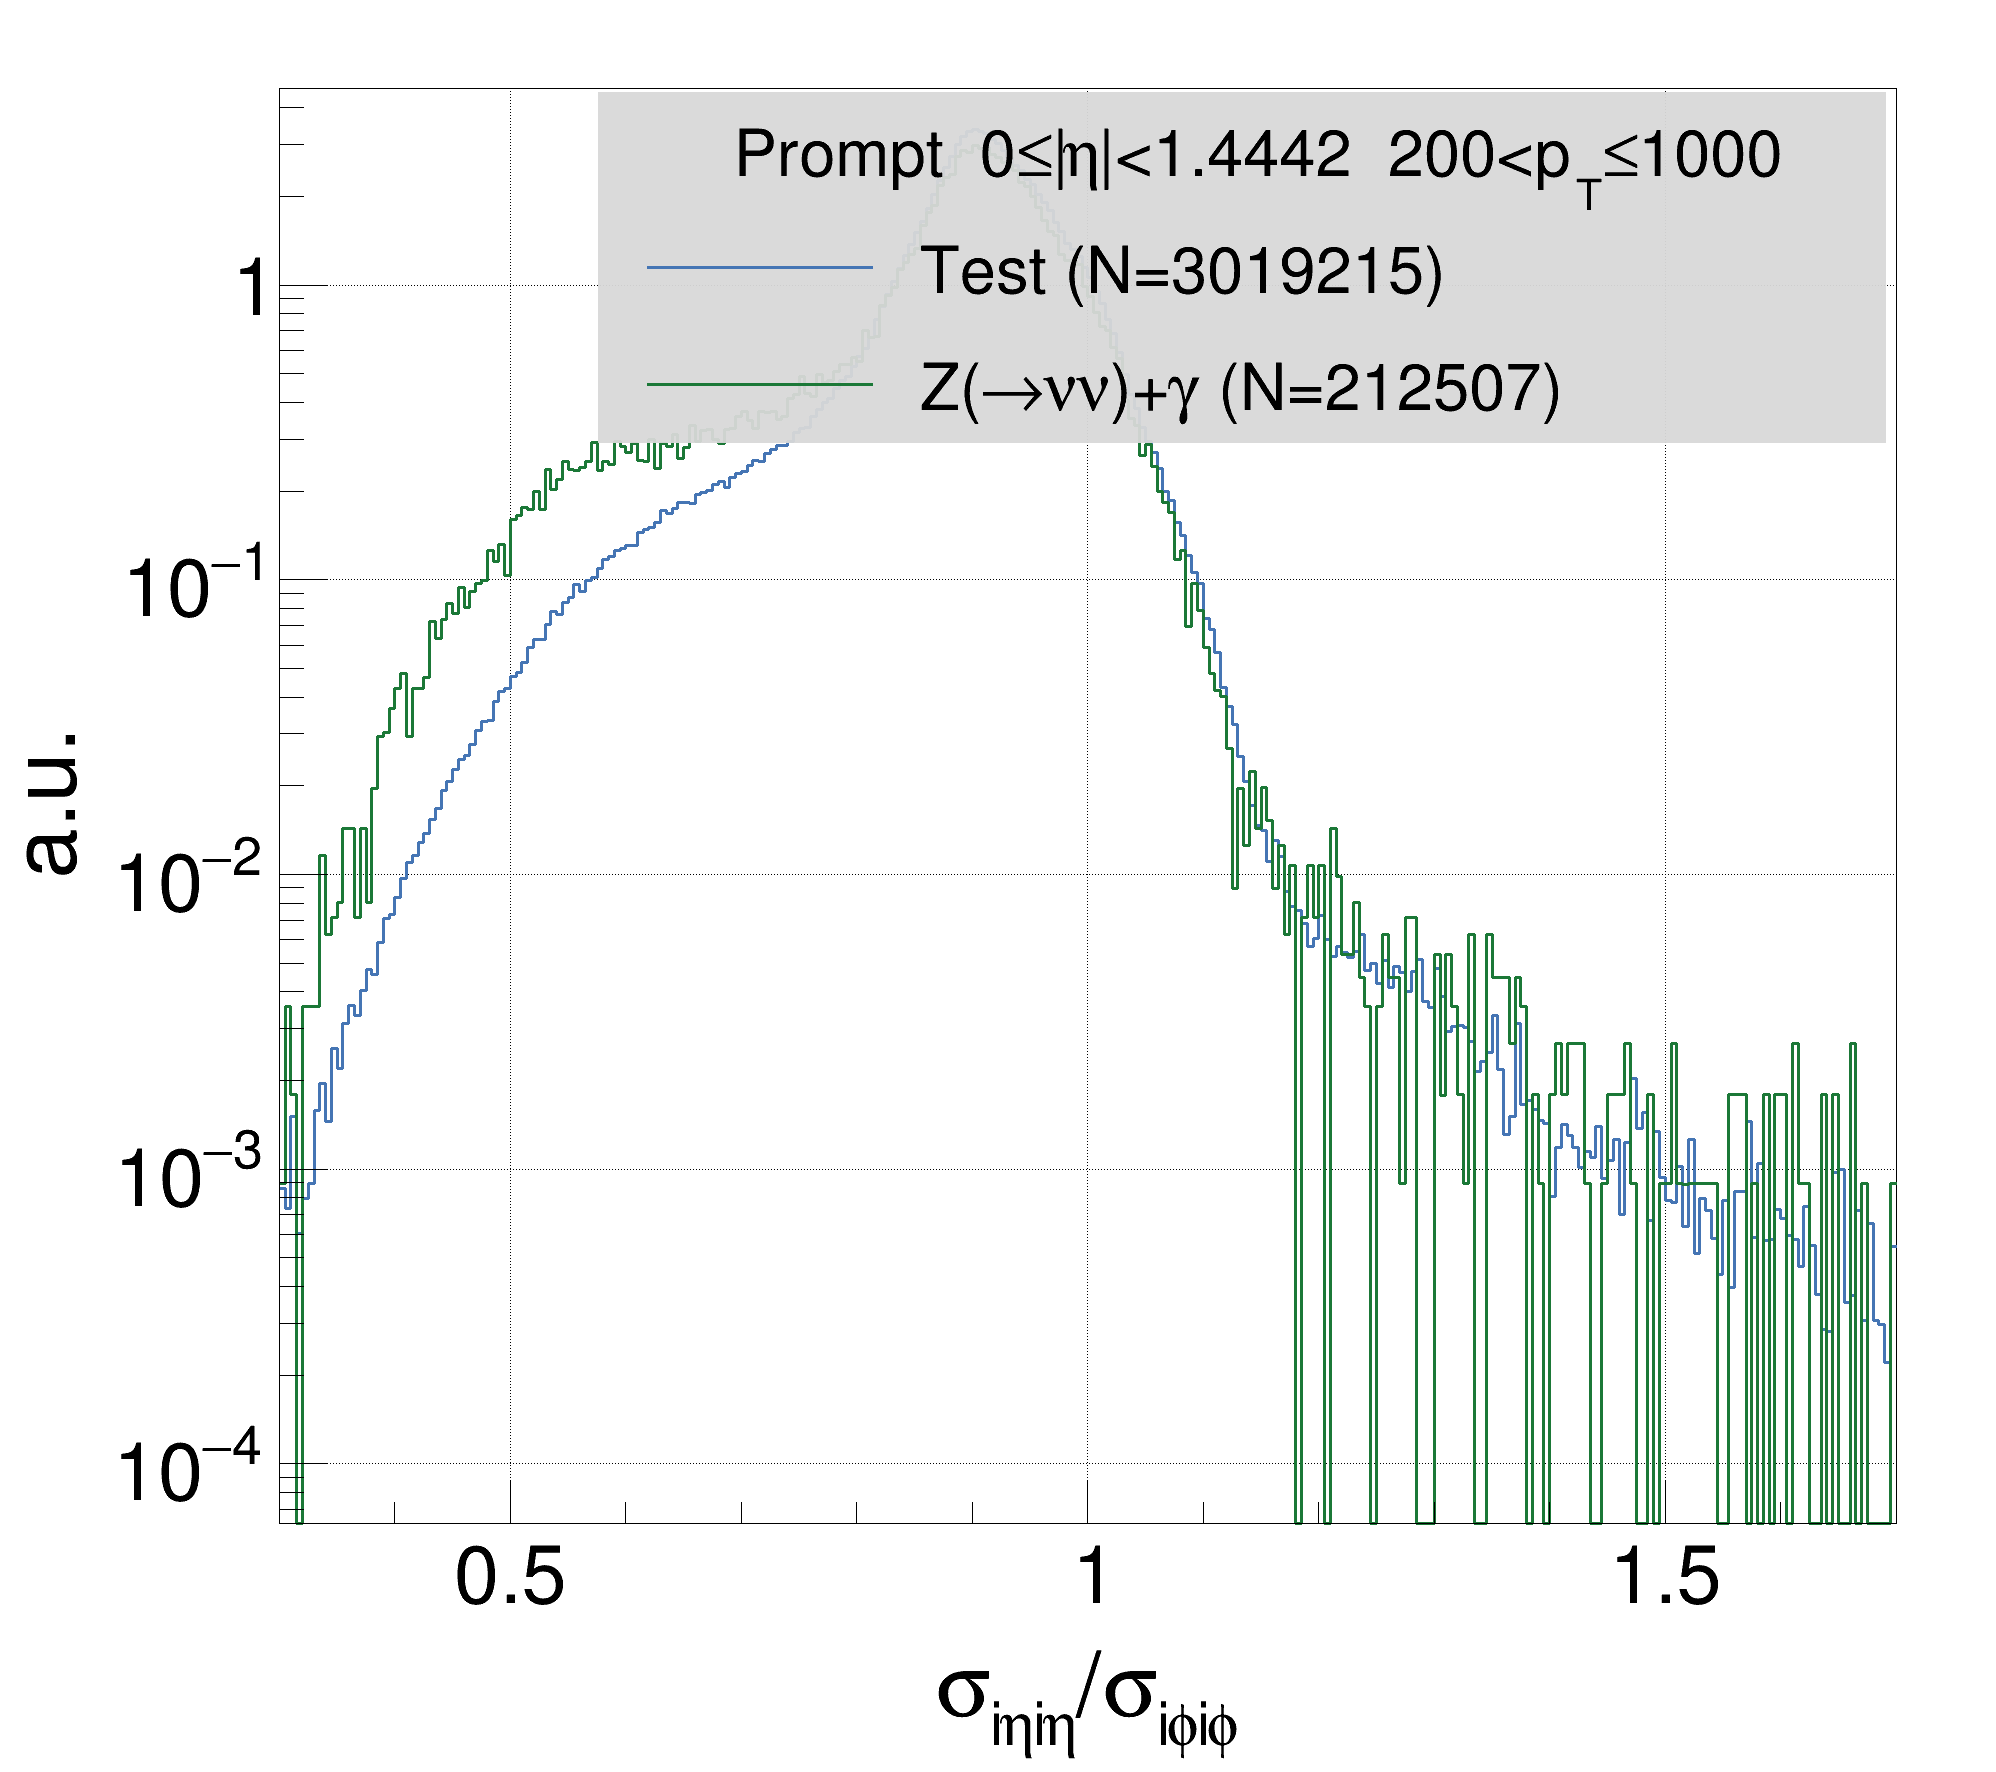 Prompt 0≤|η|<1.4442 200<p_T≤1000
Test (N=3019215)
Z(→νν)+γ (N=212507)
1
10⁻¹
10⁻²
10⁻³
10⁻⁴
a.u.
0.5 1 1.5
σ_iηiη/σ_iϕiϕ